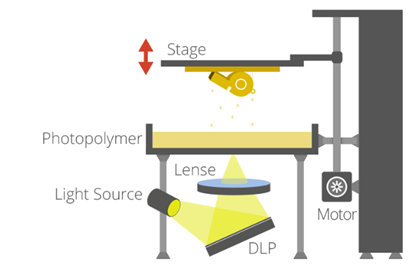 Stage
Photopolymer
Lense
Light Source
Motor
DLP